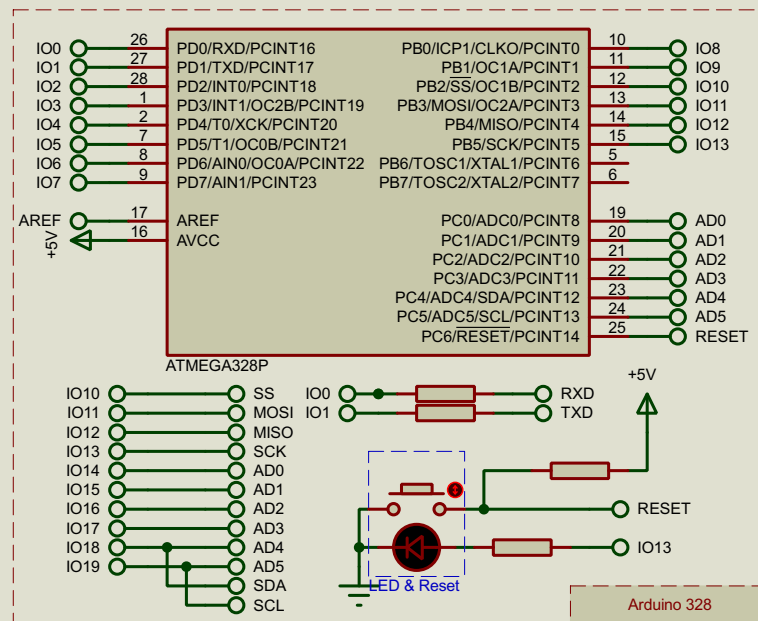 IO0 26 PD0/RXD/PCINT16 PB0/ICP1/CLKO/PCINT0 10 IO8
IO1 27 PD1/TXD/PCINT17 PB1/OC1A/PCINT1 11 IO9
IO2 28 PD2/INT0/PCINT18 PB2/SS/OC1B/PCINT2 12 IO10
IO3 1 PD3/INT1/OC2B/PCINT19 PB3/MOSI/OC2A/PCINT3 13 IO11
IO4 2 PD4/T0/XCK/PCINT20 PB4/MISO/PCINT4 14 IO12
IO5 7 PD5/T1/OC0B/PCINT21 PB5/SCK/PCINT5 15 IO13
IO6 8 PD6/AIN0/OC0A/PCINT22 PB6/TOSC1/XTAL1/PCINT6 5
IO7 9 PD7/AIN1/PCINT23 PB7/TOSC2/XTAL2/PCINT7 6
AREF 17 AREF PC0/ADC0/PCINT8 19 AD0
+5V 16 AVCC PC1/ADC1/PCINT9 20 AD1
PC2/ADC2/PCINT10 21 AD2
PC3/ADC3/PCINT11 22 AD3
PC4/ADC4/SDA/PCINT12 23 AD4
PC5/ADC5/SCL/PCINT13 24 AD5
PC6/RESET/PCINT14 25 RESET
ATMEGA328P
+5V
IO10 SS IO0 RXD
IO11 MOSI IO1 TXD
IO12 MISO
IO13 SCK
IO14 AD0
IO15 AD1
IO16 AD2 RESET
IO17 AD3
IO18 AD4 IO13
IO19 AD5
SDA LED & Reset
SCL Arduino 328